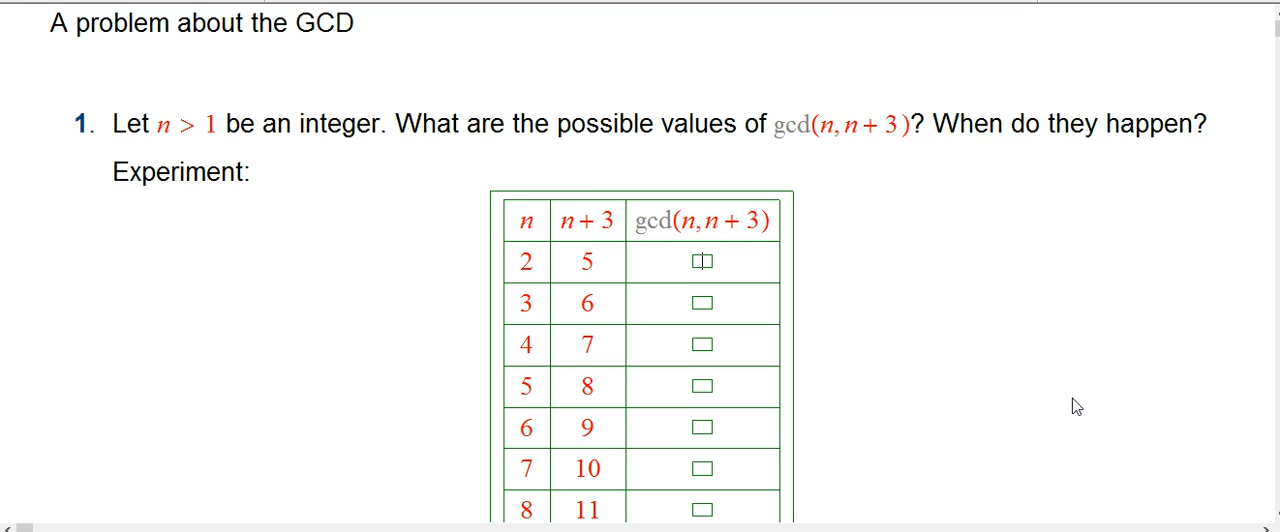 A problem about the GCD
1. Let n > 1 be an integer. What are the possible values of gcd(n, n + 3)? When do they happen?
Experiment:
n n + 3 gcd(n, n + 3)
2 5
3 6
4 7
5 8
6 9
7 10
8 11